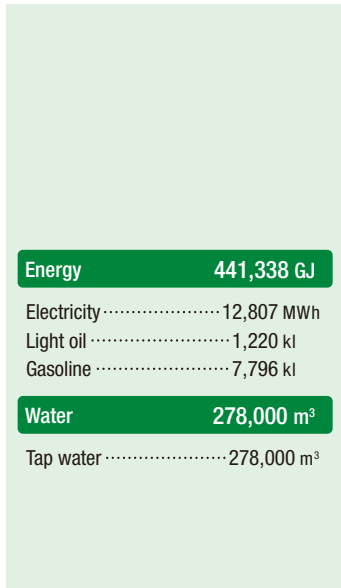 Energy 441,338 GJ
Electricity ····················· 12,807 MWh
Light oil ························· 1,220 kl
Gasoline ························ 7,796 kl
Water 278,000 m³
Tap water ······················ 278,000 m³